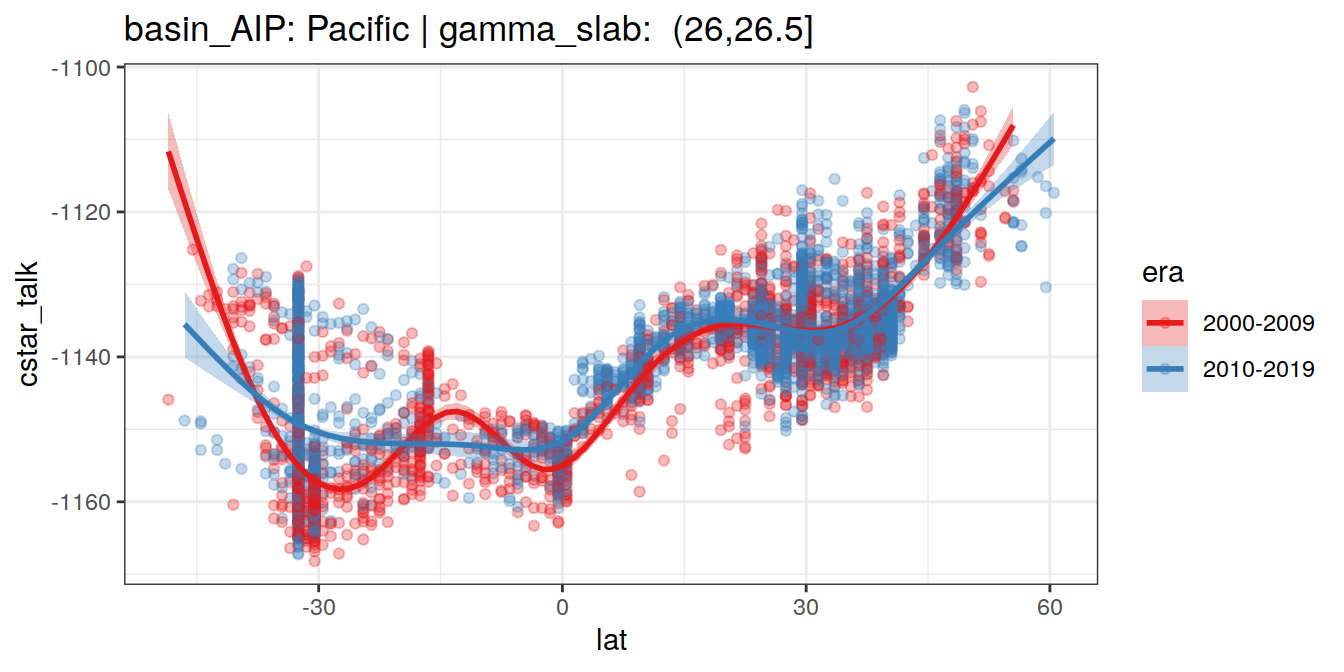 basin_AIP: Pacific | gamma_slab:  (26,26.5]
-1100
-1120
-1140
-1160
cstar_talk
-30
0
30
60
lat
era
2000-2009
2010-2019